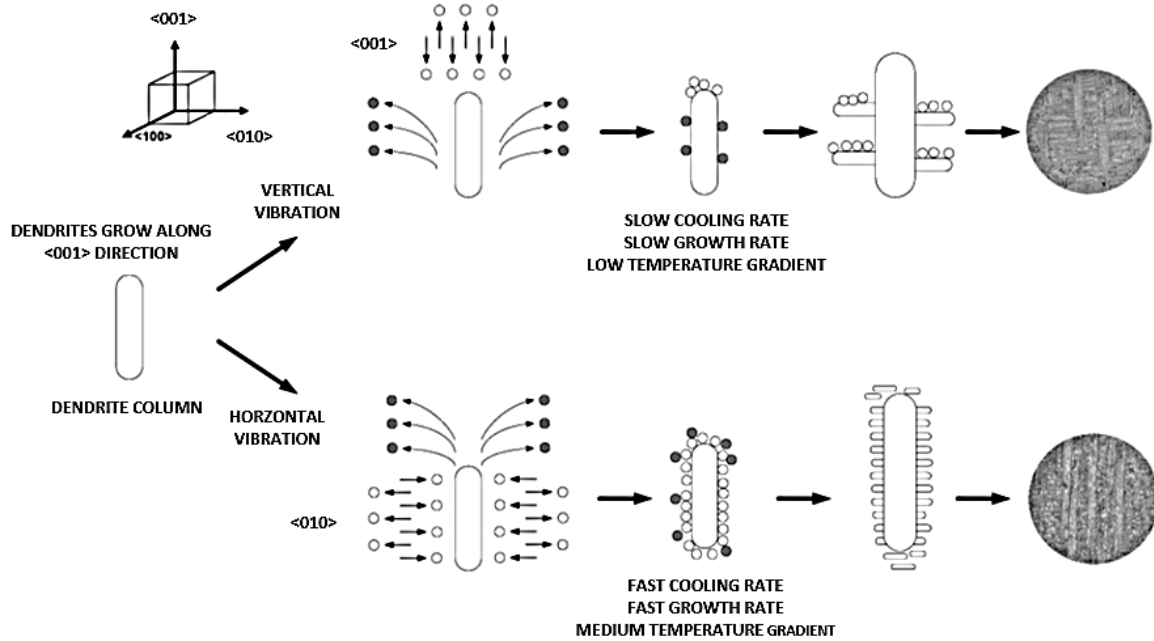 <001>
<100>
<010>
<001>
DENDRITES GROW ALONG
<001> DIRECTION
DENDRITE COLUMN
VERTICAL
VIBRATION
SLOW COOLING RATE
SLOW GROWTH RATE
LOW TEMPERATURE GRADIENT
HORZONTAL
VIBRATION
<010>
FAST COOLING RATE
FAST GROWTH RATE
MEDIUM TEMPERATURE GRADIENT